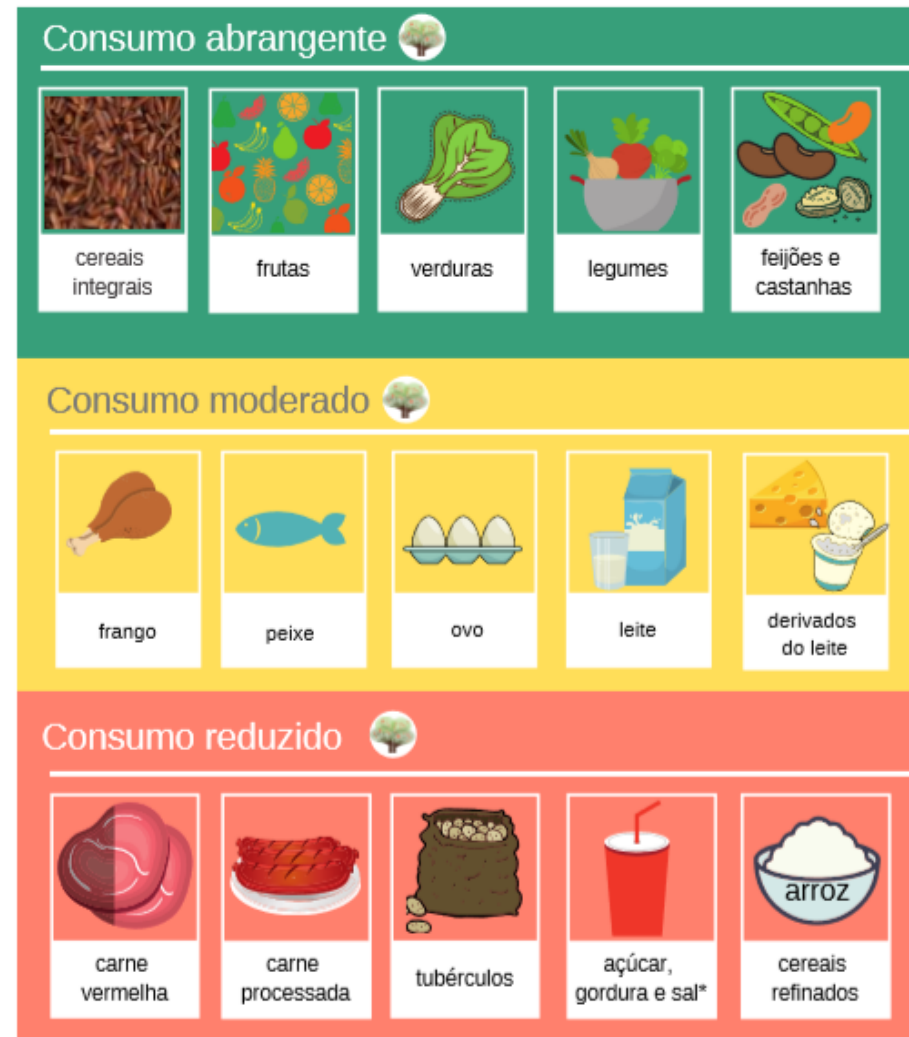 Consumo abrangente
cereais
integrais
frutas
verduras
legumes
feijões e
castanhas
Consumo moderado
frango
peixe
ovo
leite
derivados
do leite
Consumo reduzido
arroz
carne
vermelha
carne
processada
tubérculos
açúcar,
gordura e sal*
cereais
refinados